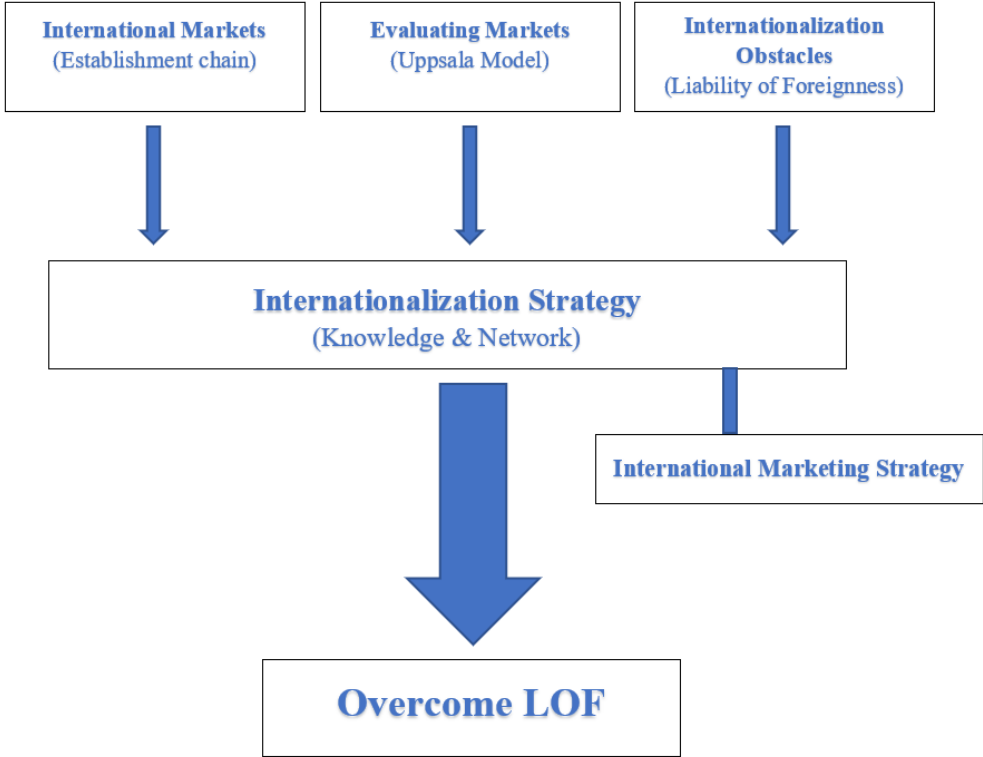 International Markets
(Establishment chain)
Evaluating Markets
(Uppsala Model)
Internationalization
Obstacles
(Liability of Foreignness)
Internationalization Strategy
(Knowledge & Network)
International Marketing Strategy
Overcome LOF